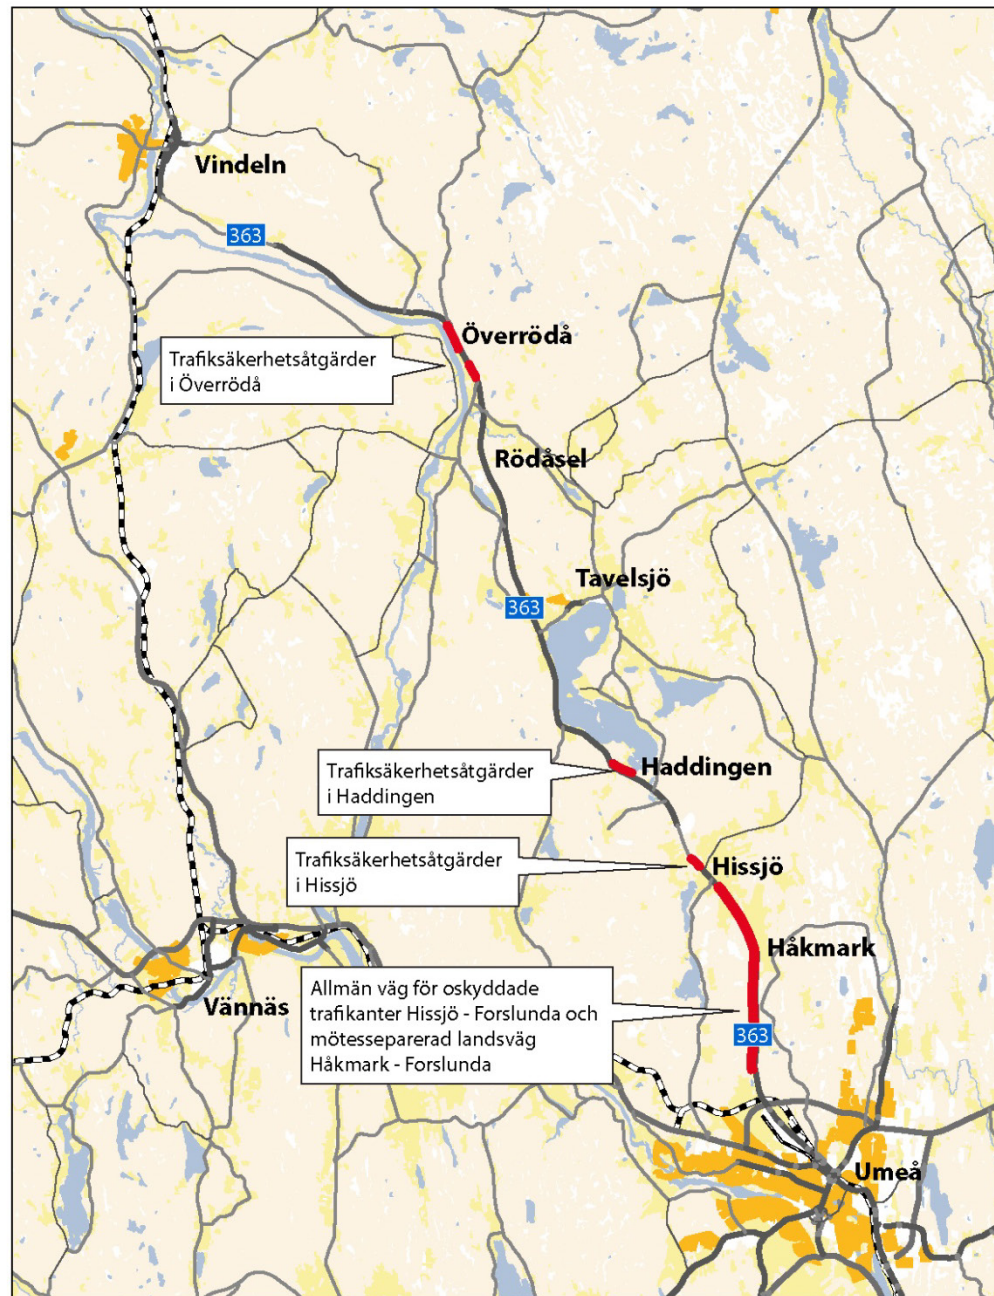 Vindeln
363
Överrödå
Trafiksäkerhetsåtgärder
i Överrödå
Rödåsel
Tavelsjö
363
Haddingen
Trafiksäkerhetsåtgärder
i Haddingen
Trafiksäkerhetsåtgärder
i Hissjö
Hissjö
Håkmark
Vännäs
Allmän väg för oskyddade
trafikanter Hissjö - Forslunda och
mötesseparerad landsväg
Håkmark - Forslunda
363
Umeå